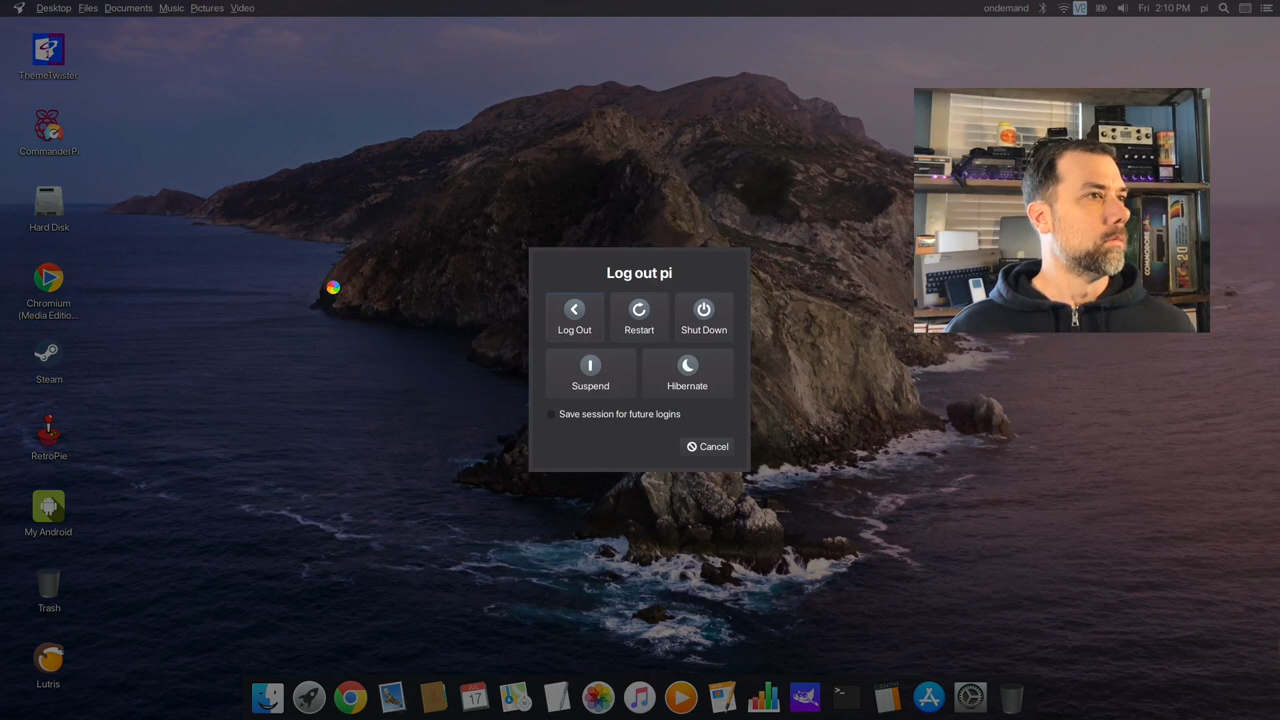 Desktop Files Documents Music Pictures Video
ondemand
Fri 2:10 PM pi
ThemeTwister
CommanderPi
Hard Disk
Chromium
(Media Editio...
Steam
RetroPie
My Android
Trash
Lutris
Log out pi
Log Out Restart Shut Down
Suspend Hibernate
Save session for future logins
Cancel
COMMODORE
17